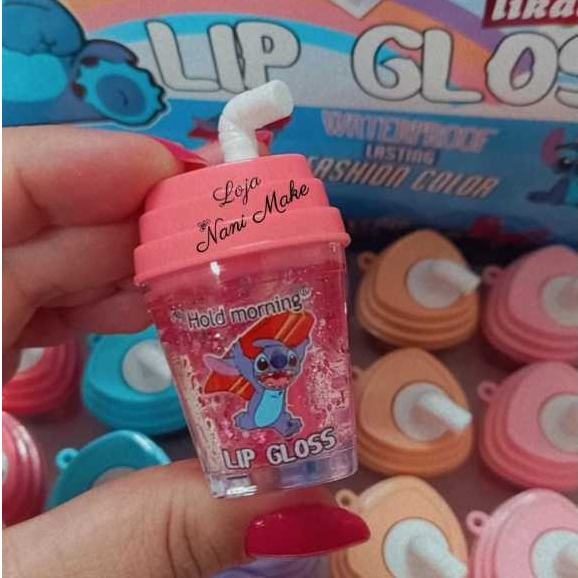 LIP GLOS
WATERPROOF
LASTING
FASHION COLOR
Loja
Nani Make
"Hold morning"
LIP GLOSS